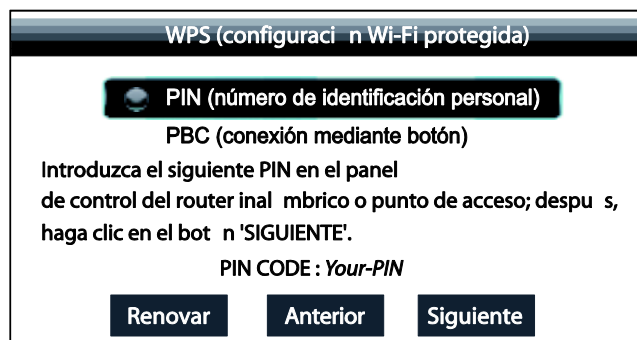 WPS (configuraci n Wi-Fi protegida)
PIN (número de identificación personal)
PBC (conexión mediante botón)
Introduzca el siguiente PIN en el panel
de control del router inal mbrico o punto de acceso; despu s,
haga clic en el bot n 'SIGUIENTE'.
PIN CODE : Your-PIN
Renovar Anterior Siguiente